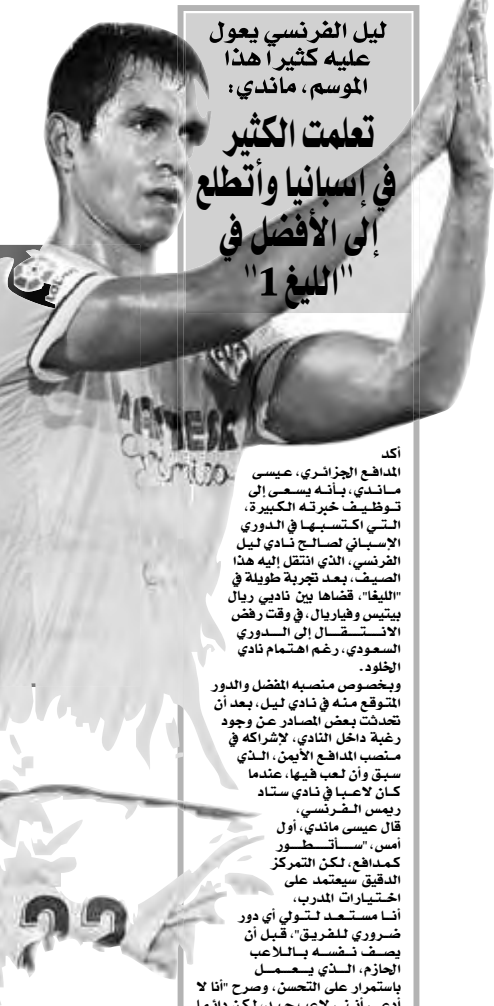 ليل الفرنسي يعول
عليه كثيرا هذا
الموسم، ماندي:
تعلمت الكثير
في إسبانيا وأتطلع
إلى الأفضل في
"الليغ 1"
أكد
المدافع الجزائري، عيسى
ماندي، بأنه يسعى إلى
توظيف خبرته الكبيرة،
التي اكتسبها في الدوري
الإسباني لصالح نادي ليل
الفرنسي، الذي انتقل إليه هذا
الصيف، بعد تجربة طويلة في
"الليغا"، قضاها بين ناديي ريال
بيتيس وفياريال، في وقت رفض
الانتقال إلى الدوري
السعودي، رغم اهتمام نادي
الخلود.
وبخصوص منصبه المفضل والدور
المتوقع منه في نادي ليل، بعد أن
تحدثت بعض المصادر عن وجود
رغبة داخل النادي، لإشراكه في
منصب المدافع الأيمن، الذي
سبق وأن لعب فيها، عندما
كان لاعبا في نادي ستاد
ريمس الفرنسي،
قال عيسى ماندي، أول
أمس، "سأتطور
كمدافع، لكن التمركز
الدقيق سيعتمد على
اختيارات المدرب،
أنا مستعد لتولي أي دور
ضروري للفريق"، قبل أن
يصف نفسه باللاعب
الحازم، الذي يعمل
باستمرار على التحسن، وصرح "أنا لا